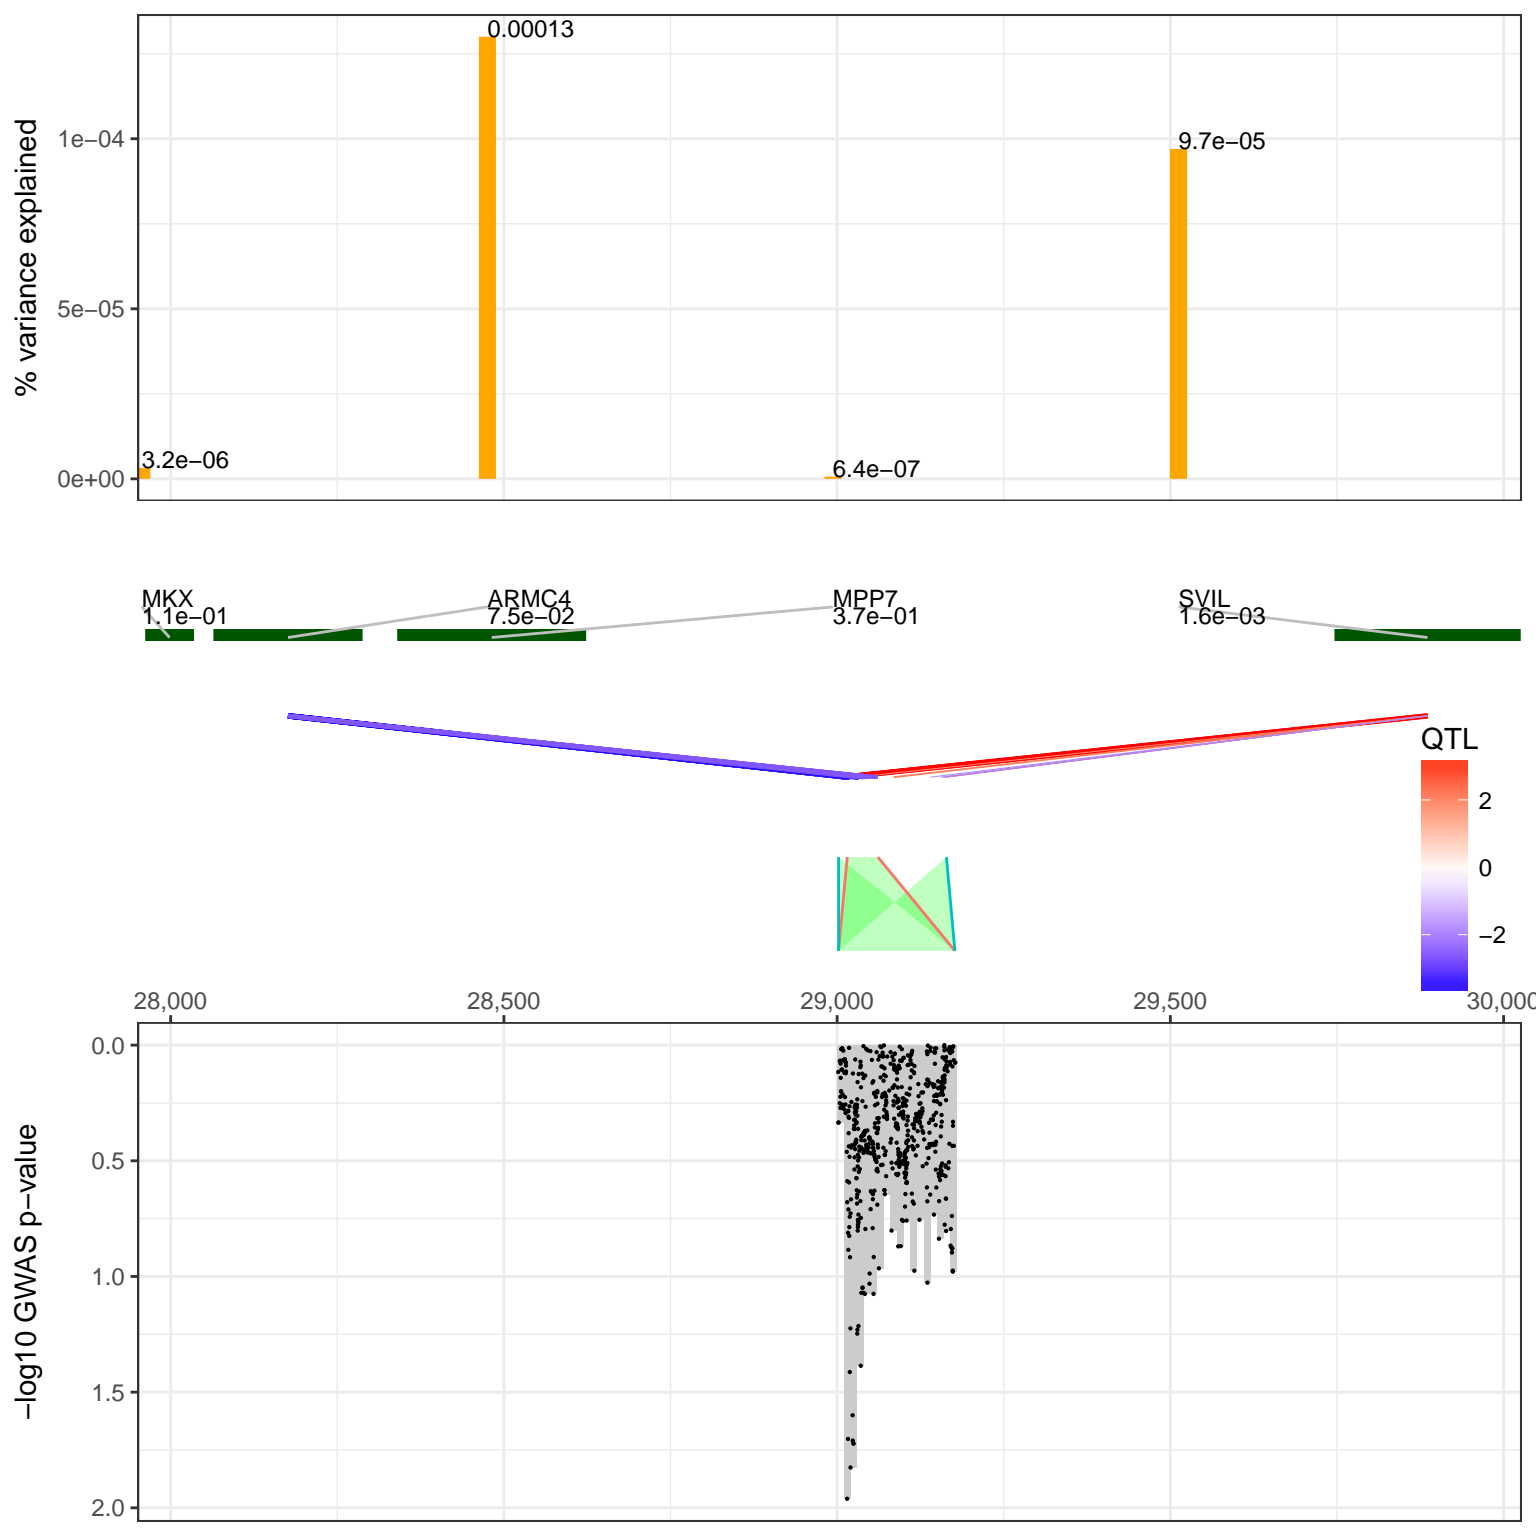 0.00013
1e−04
9.7e−05
% variance explained
5e−05
3.2e−06
6.4e−07
0e+00
MKX ARMC4 MPP7 SVIL
1.1e−01 7.5e−02 3.7e−01 1.6e−03
QTL
2
0
−2
28,000 28,500 29,000 29,500 30,000
0.0
0.5
1.0
1.5
2.0
−log10 GWAS p−value